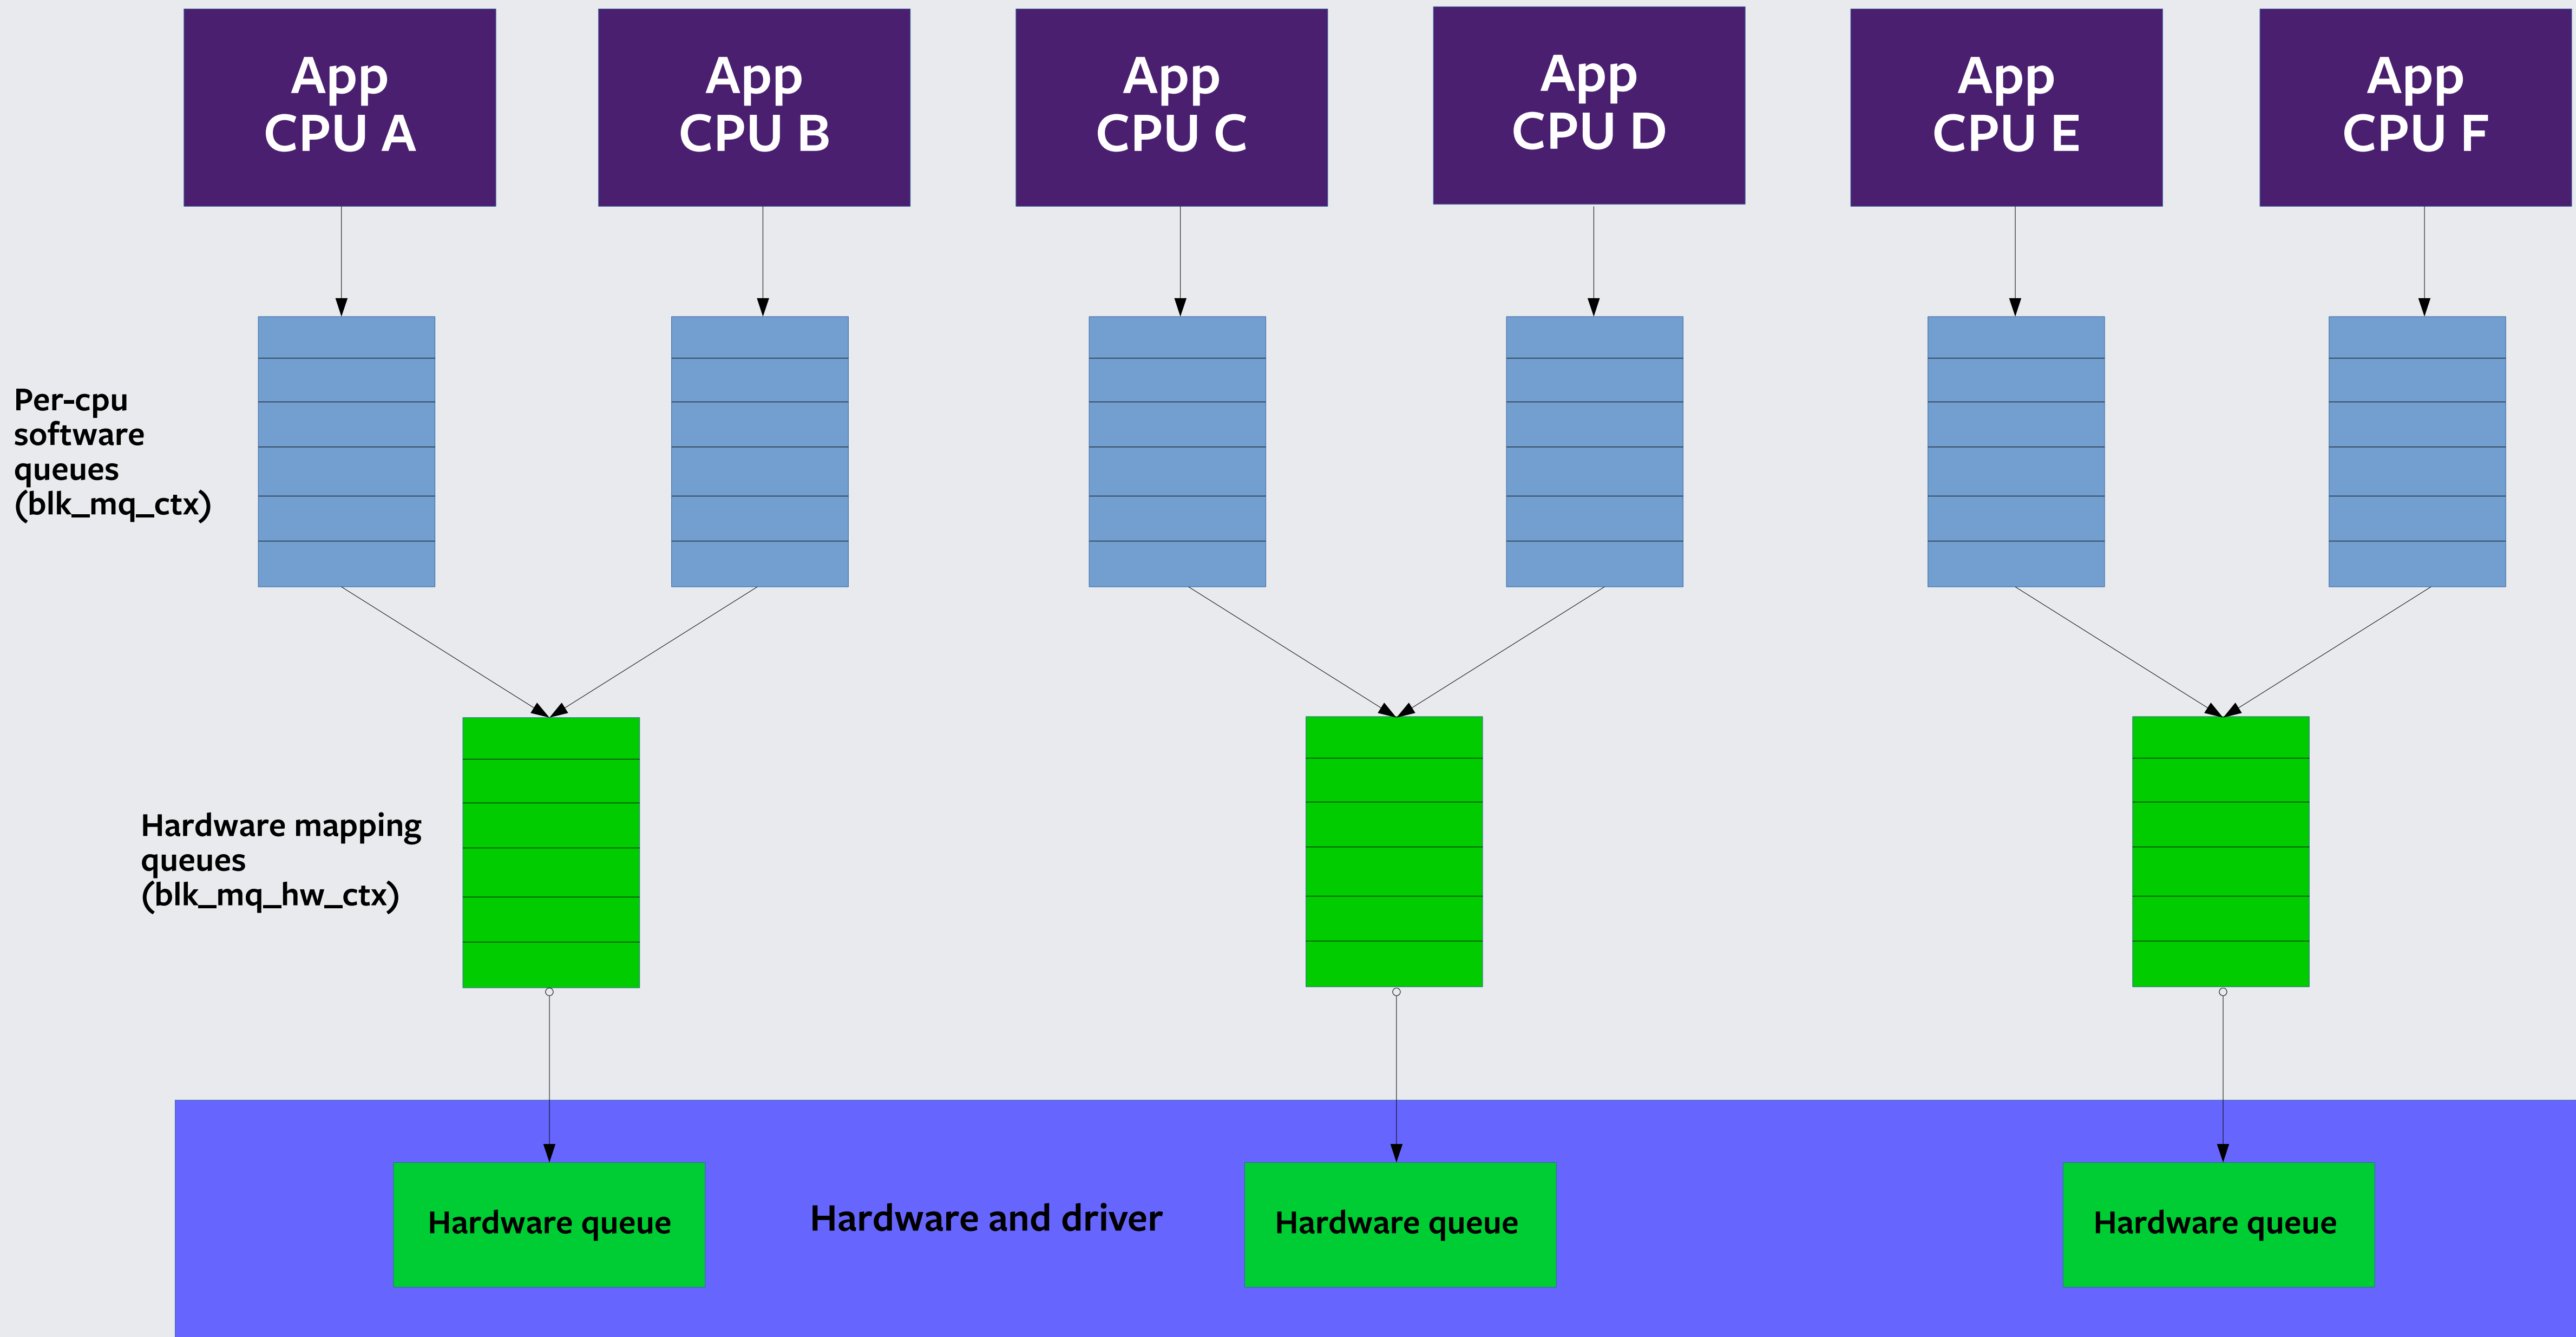 App
CPU A
App
CPU B
App
CPU C
App
CPU D
App
CPU E
App
CPU F
Per-cpu
software
queues
(blk_mq_ctx)
Hardware mapping
queues
(blk_mq_hw_ctx)
Hardware queue
Hardware and driver
Hardware queue
Hardware queue